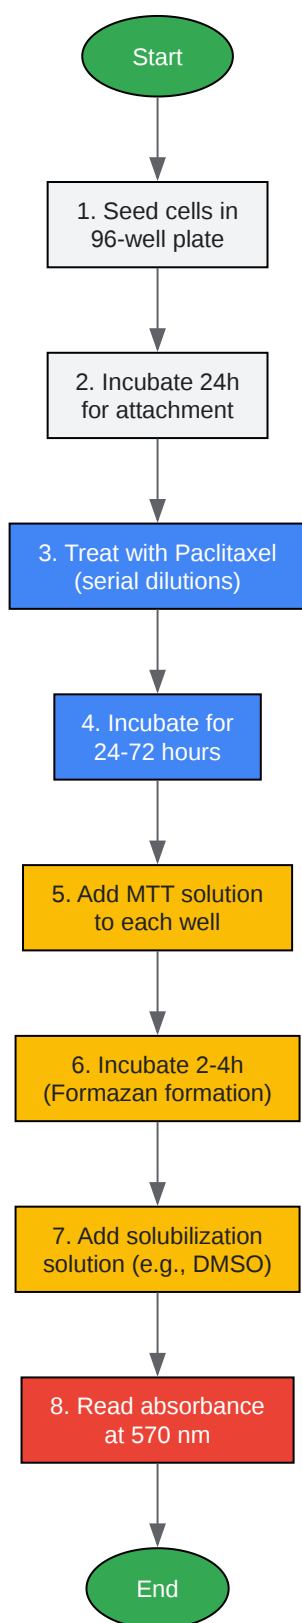 Start
1. Seed cells in
96-well plate
2. Incubate 24h
for attachment
3. Treat with Paclitaxel
(serial dilutions)
4. Incubate for
24-72 hours
5. Add MTT solution
to each well
6. Incubate 2-4h
(Formazan formation)
7. Add solubilization
solution (e.g., DMSO)
8. Read absorbance
at 570 nm
End